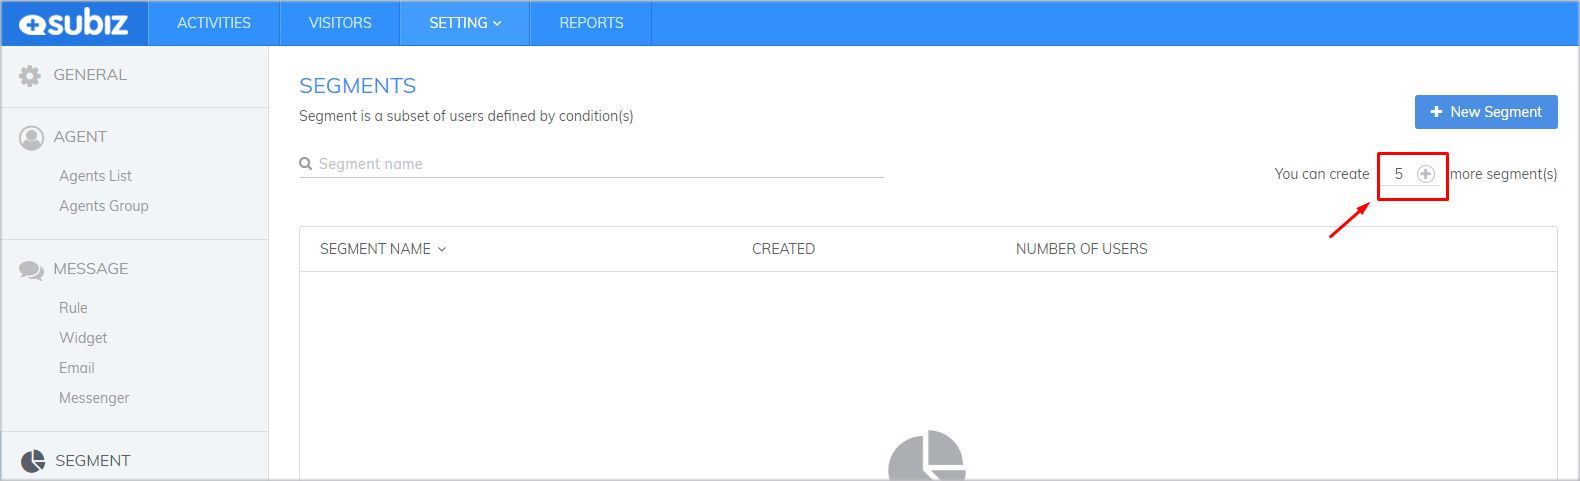 subiz
ACTIVITIES
VISITORS
SETTING
REPORTS
GENERAL
AGENT
Agents List
Agents Group
MESSAGE
Rule
Widget
Email
Messenger
SEGMENT
SEGMENTS
Segment is a subset of users defined by condition(s)
New Segment
Segment name
You can create 5 more segment(s)
SEGMENT NAME
CREATED
NUMBER OF USERS